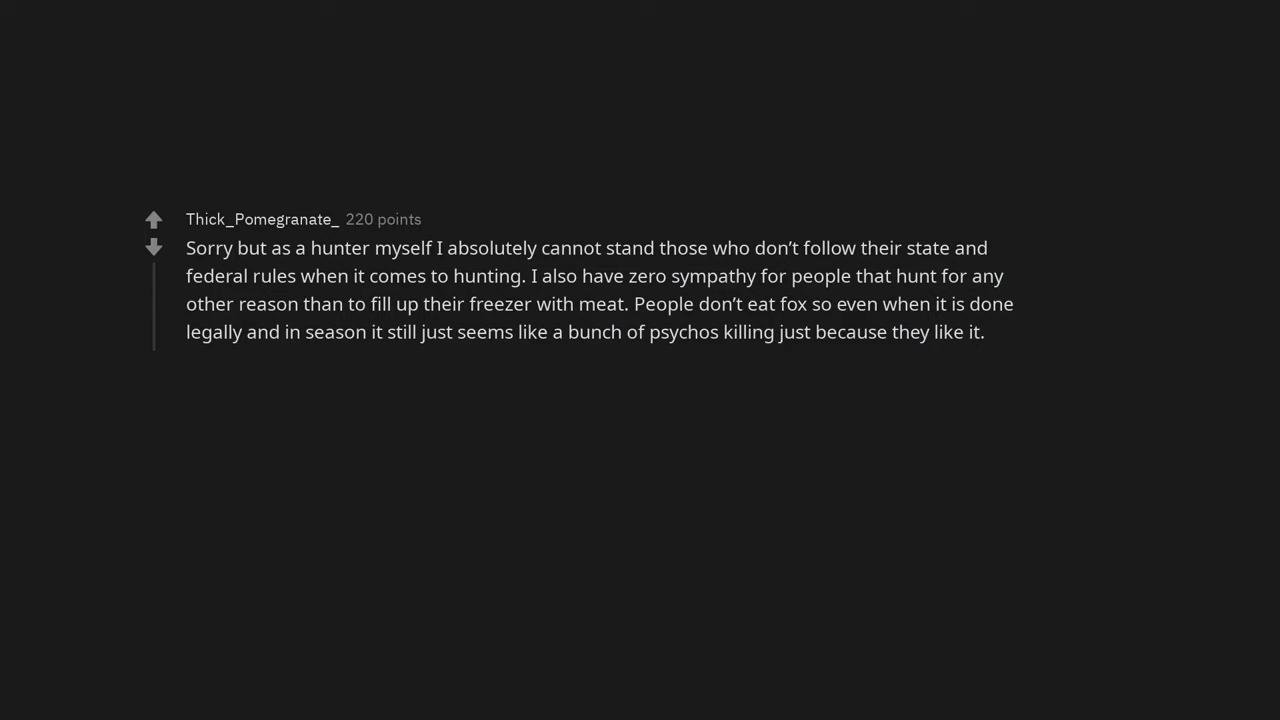 Thick_Pomegranate_ 220 points
Sorry but as a hunter myself I absolutely cannot stand those who don’t follow their state and
federal rules when it comes to hunting. I also have zero sympathy for people that hunt for any
other reason than to fill up their freezer with meat. People don’t eat fox so even when it is done
legally and in season it still just seems like a bunch of psychos killing just because they like it.